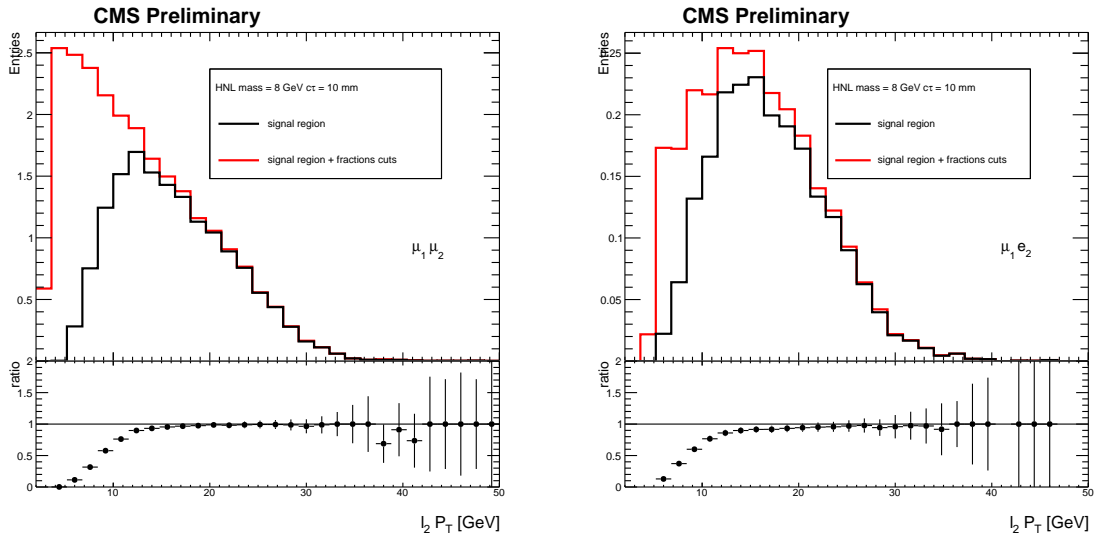 CMS Preliminary
Entries
2.5
2
1.5
1
0.5
HNL mass = 8 GeV cτ = 10 mm
signal region
signal region + fractions cuts
μ1 μ2
ratio
2
1.5
1
0.5
0
10 20 30 40 50
l2 PT [GeV]
CMS Preliminary
Entries
0.25
0.2
0.15
0.1
0.05
HNL mass = 8 GeV cτ = 10 mm
signal region
signal region + fractions cuts
μ1 e2
ratio
2
1.5
1
0.5
0
10 20 30 40 50
l2 PT [GeV]